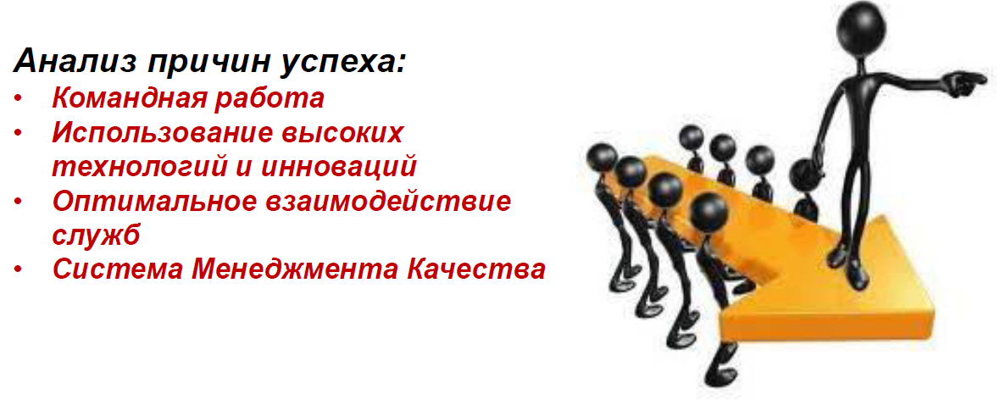 Анализ причин успеха:
• Командная работа
• Использование высоких
технологий и инноваций
• Оптимальное взаимодействие
служб
• Система Менеджмента Качества